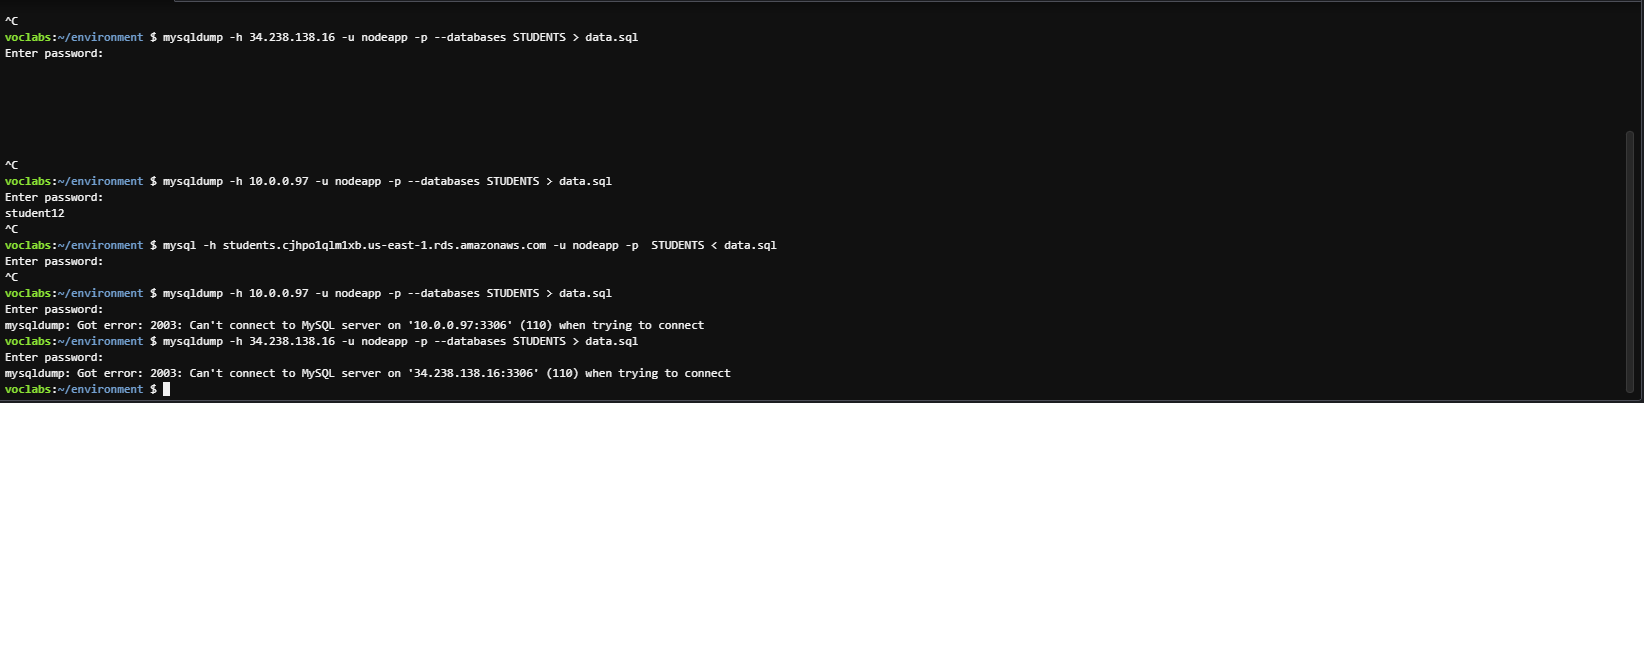 ^C
voclabs:~/environment $ mysqldump -h 34.238.138.16 -u nodeapp -p --databases STUDENTS > data.sql
Enter password:
^C
voclabs:~/environment $ mysqldump -h 10.0.0.97 -u nodeapp -p --databases STUDENTS > data.sql
Enter password:
student12
^C
voclabs:~/environment $ mysql -h students.cjhpo1qlm1xb.us-east-1.rds.amazonaws.com -u nodeapp -p  STUDENTS < data.sql
Enter password:
^C
voclabs:~/environment $ mysqldump -h 10.0.0.97 -u nodeapp -p --databases STUDENTS > data.sql
Enter password:
mysqldump: Got error: 2003: Can't connect to MySQL server on '10.0.0.97:3306' (110) when trying to connect
voclabs:~/environment $ mysqldump -h 34.238.138.16 -u nodeapp -p --databases STUDENTS > data.sql
Enter password:
mysqldump: Got error: 2003: Can't connect to MySQL server on '34.238.138.16:3306' (110) when trying to connect
voclabs:~/environment $